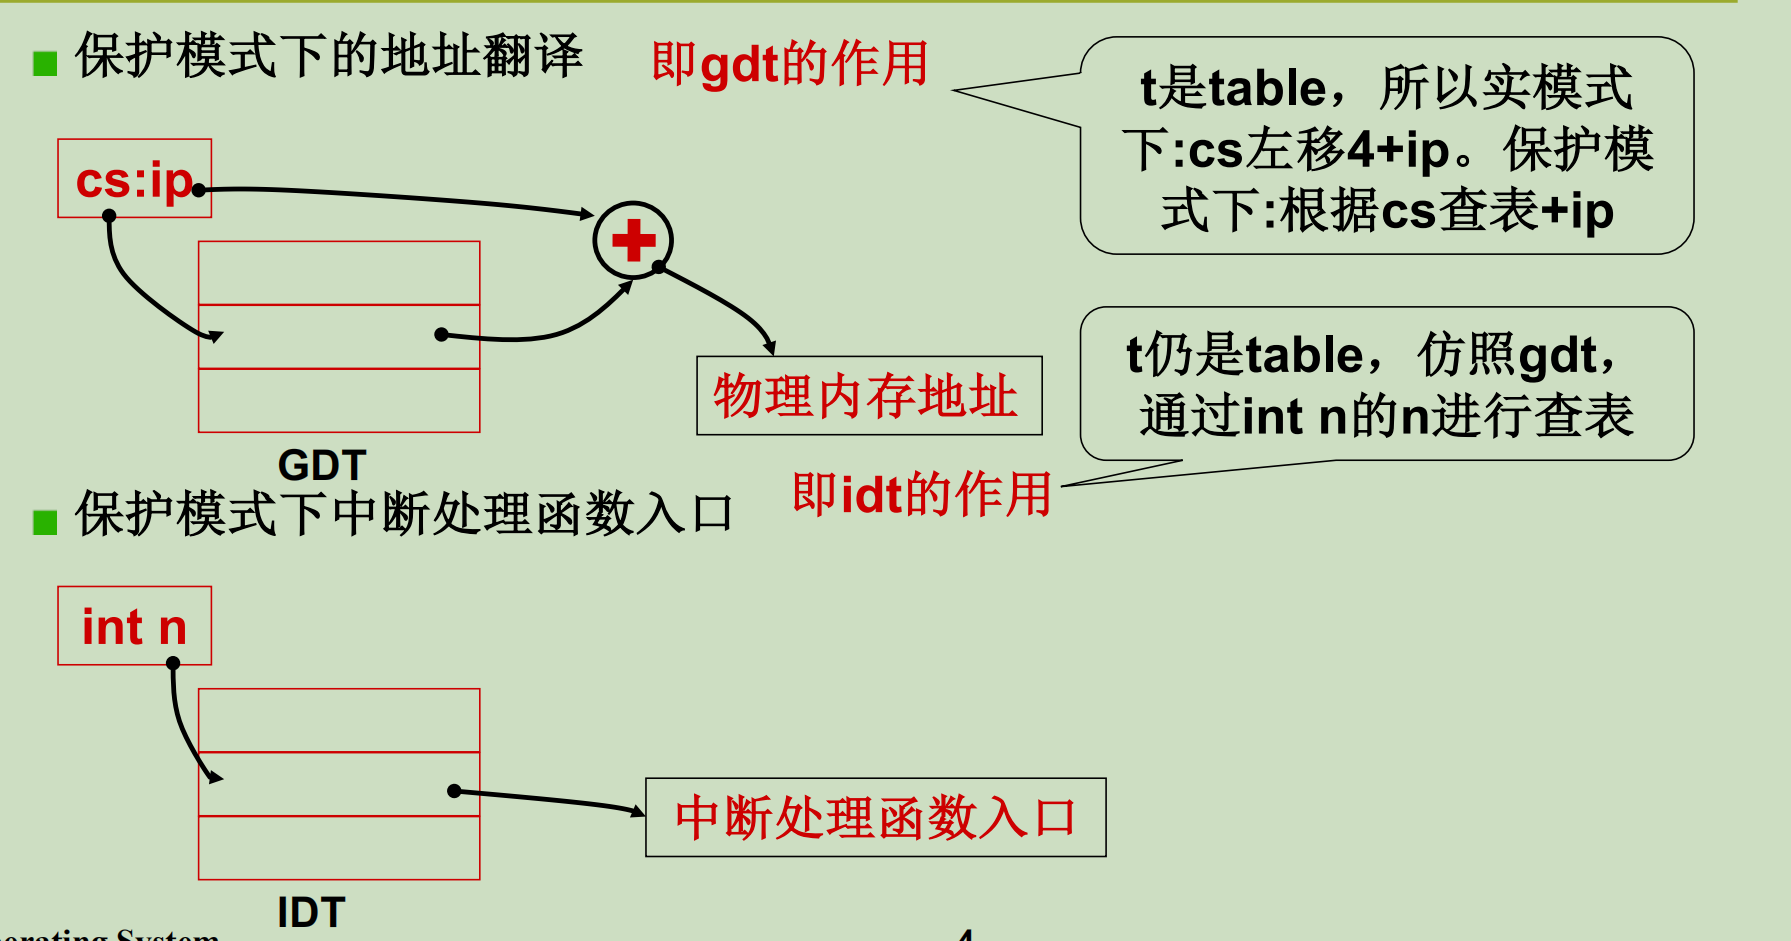 保护模式下的地址翻译
即gdt的作用
t是table，所以实模式
下:cs左移4+ip。保护模
式下:根据cs查表+ip
cs:ip
物理内存地址
GDT
t仍是table，仿照gdt，
通过int n的n进行查表
保护模式下中断处理函数入口
即idt的作用
int n
中断处理函数入口
IDT
erating System
4